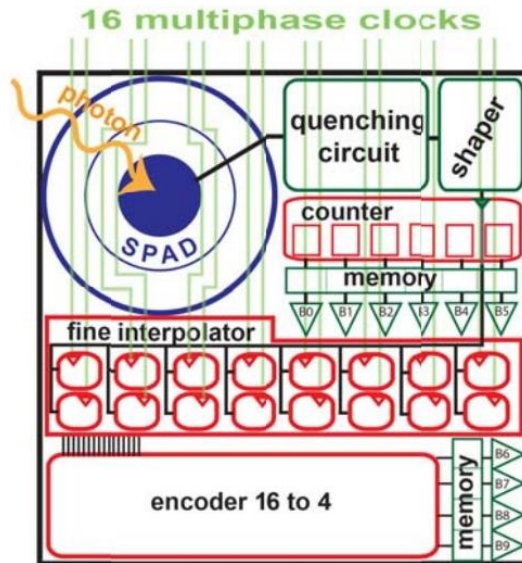 16 multiphase clocks
photon
SPAD
quenching
circuit
shaper
counter
memory
B0 B1 B2 B3 B4 B5
fine interpolator
encoder 16 to 4
memory
B6
B7
B8
B9